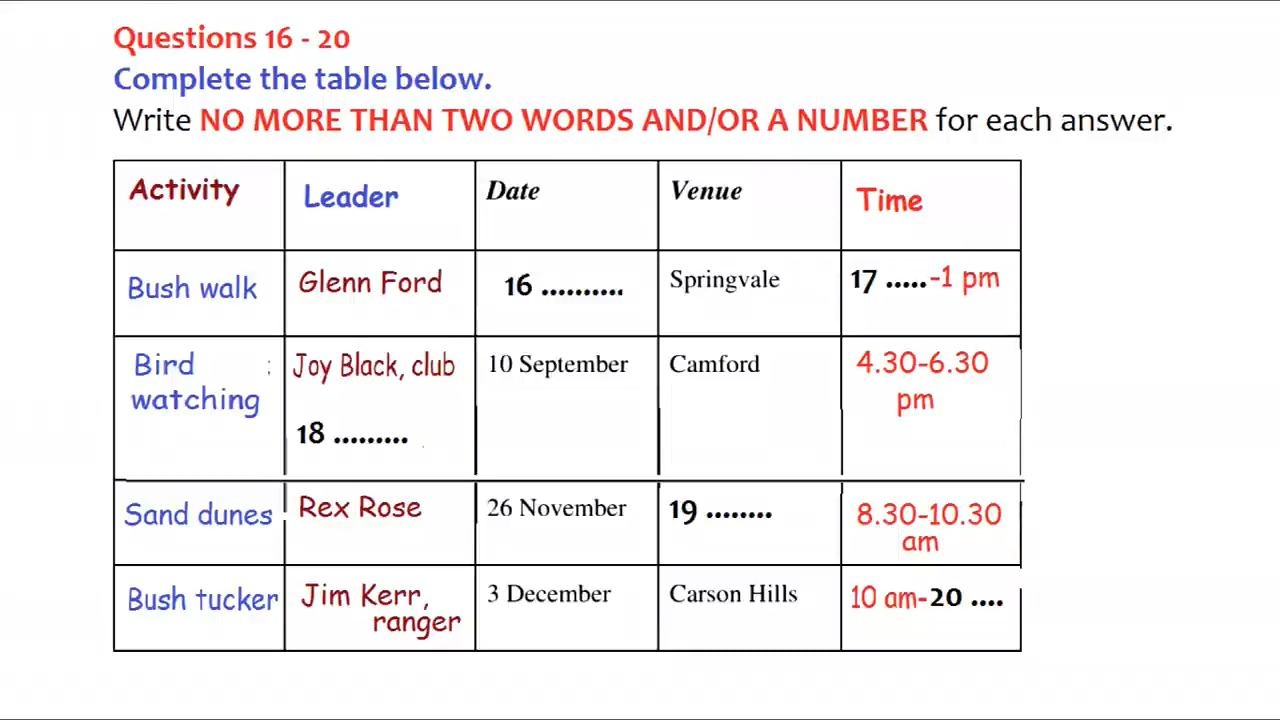 Questions 16 - 20
Complete the table below.
Write NO MORE THAN TWO WORDS AND/OR A NUMBER for each answer.
Activity Leader Date Venue Time
Bush walk Glenn Ford 16 .......... Springvale 17 .....-1 pm
Bird : Joy Black, club 10 September Camford 4.30-6.30
watching pm
18 .........
Sand dunes Rex Rose 26 November 19 ........ 8.30-10.30
am
Bush tucker Jim Kerr, 3 December Carson Hills 10 am-20 ....
ranger